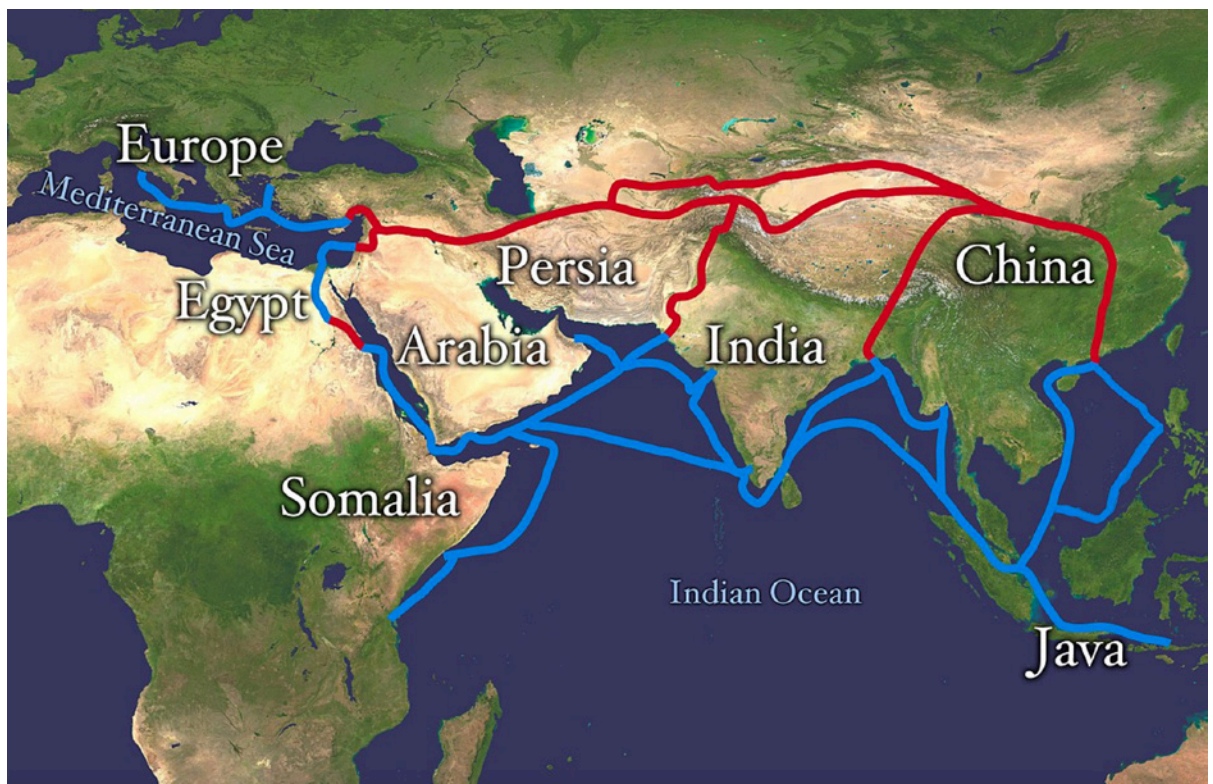 Europe
Mediterranean Sea
Egypt
Persia
China
Arabia
India
Somalia
Indian Ocean
Java